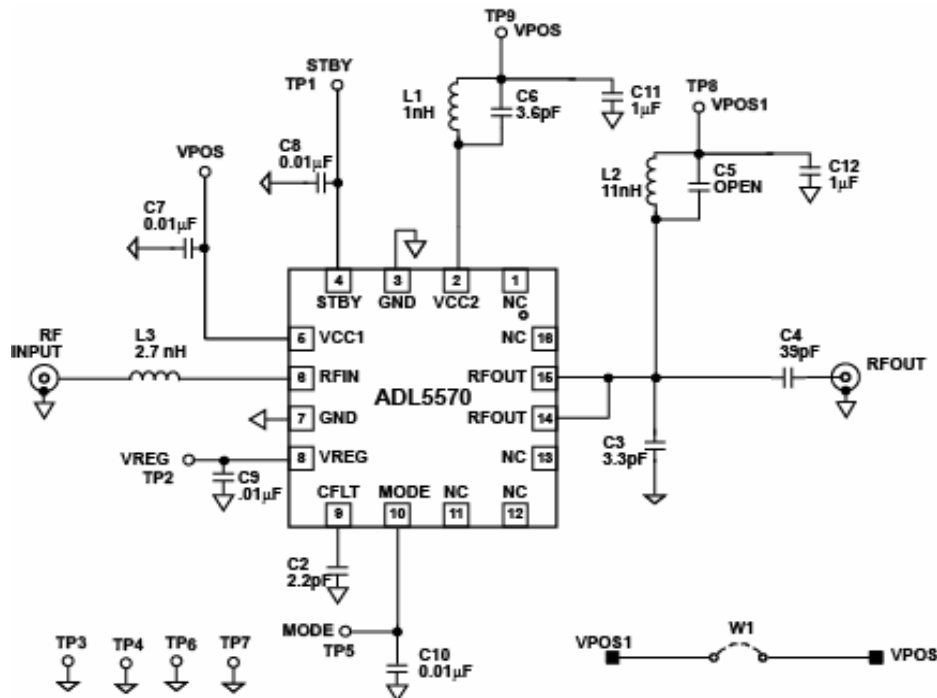 TP9
VPOS
STBY
TP1
L1
1nH
C6
3.6pF
C11
1µF
TP8
VPOS1
C8
0.01µF
VPOS
L2
11nH
C5
OPEN
C12
1µF
C7
0.01µF
4
3
2
1
STBY
GND
VCC2
NC
RF
INPUT
L3
2.7 nH
5
VCC1
NC
16
6
RFIN
RFOUT
15
C4
39pF
RFOUT
ADL5570
7
GND
RFOUT
14
VREG
TP2
8
VREG
NC
13
C3
3.3pF
C9
.01µF
CFLT
MODE
NC
NC
9
10
11
12
C2
2.2pF
MODE
TP5
C10
0.01µF
TP3
TP4
TP6
TP7
VPOS1
W1
VPOS